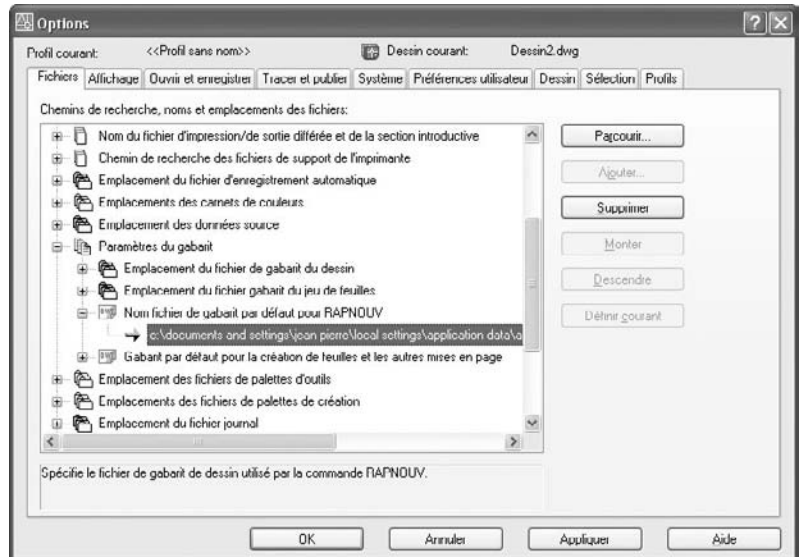 Options
Profil courant: <<Profil sans nom>> Dessin courant: Dessin2.dwg
Fichiers Affichage Ouvrir et enregistrer Tracer et publier Système Préférences utilisateur Dessin Sélection Profils
Chemins de recherche, noms et emplacements des fichiers:
Nom du fichier d'impression/de sortie différée et de la section introductive
Chemin de recherche des fichiers de support de l'imprimante
Emplacement du fichier d'enregistrement automatique
Emplacements des carnets de couleurs
Emplacement des données source
Paramètres du gabarit
Emplacement du fichier de gabarit du dessin
Emplacement du fichier gabarit du jeu de feuilles
Nom fichier de gabarit par défaut pour RAPNOUV
c:\documents and settings\jean pierre\local settings\application data\a
Gabarit par défaut pour la création de feuilles et les autres mises en page
Emplacement des fichiers de palettes d'outils
Emplacements des fichiers de palettes de création
Emplacement du fichier journal
Parcourir...
Ajouter...
Supprimer
Monter
Descendre
Définir courant
Spécifie le fichier de gabarit de dessin utilisé par la commande RAPNOUV.
OK Annuler Appliquer Aide